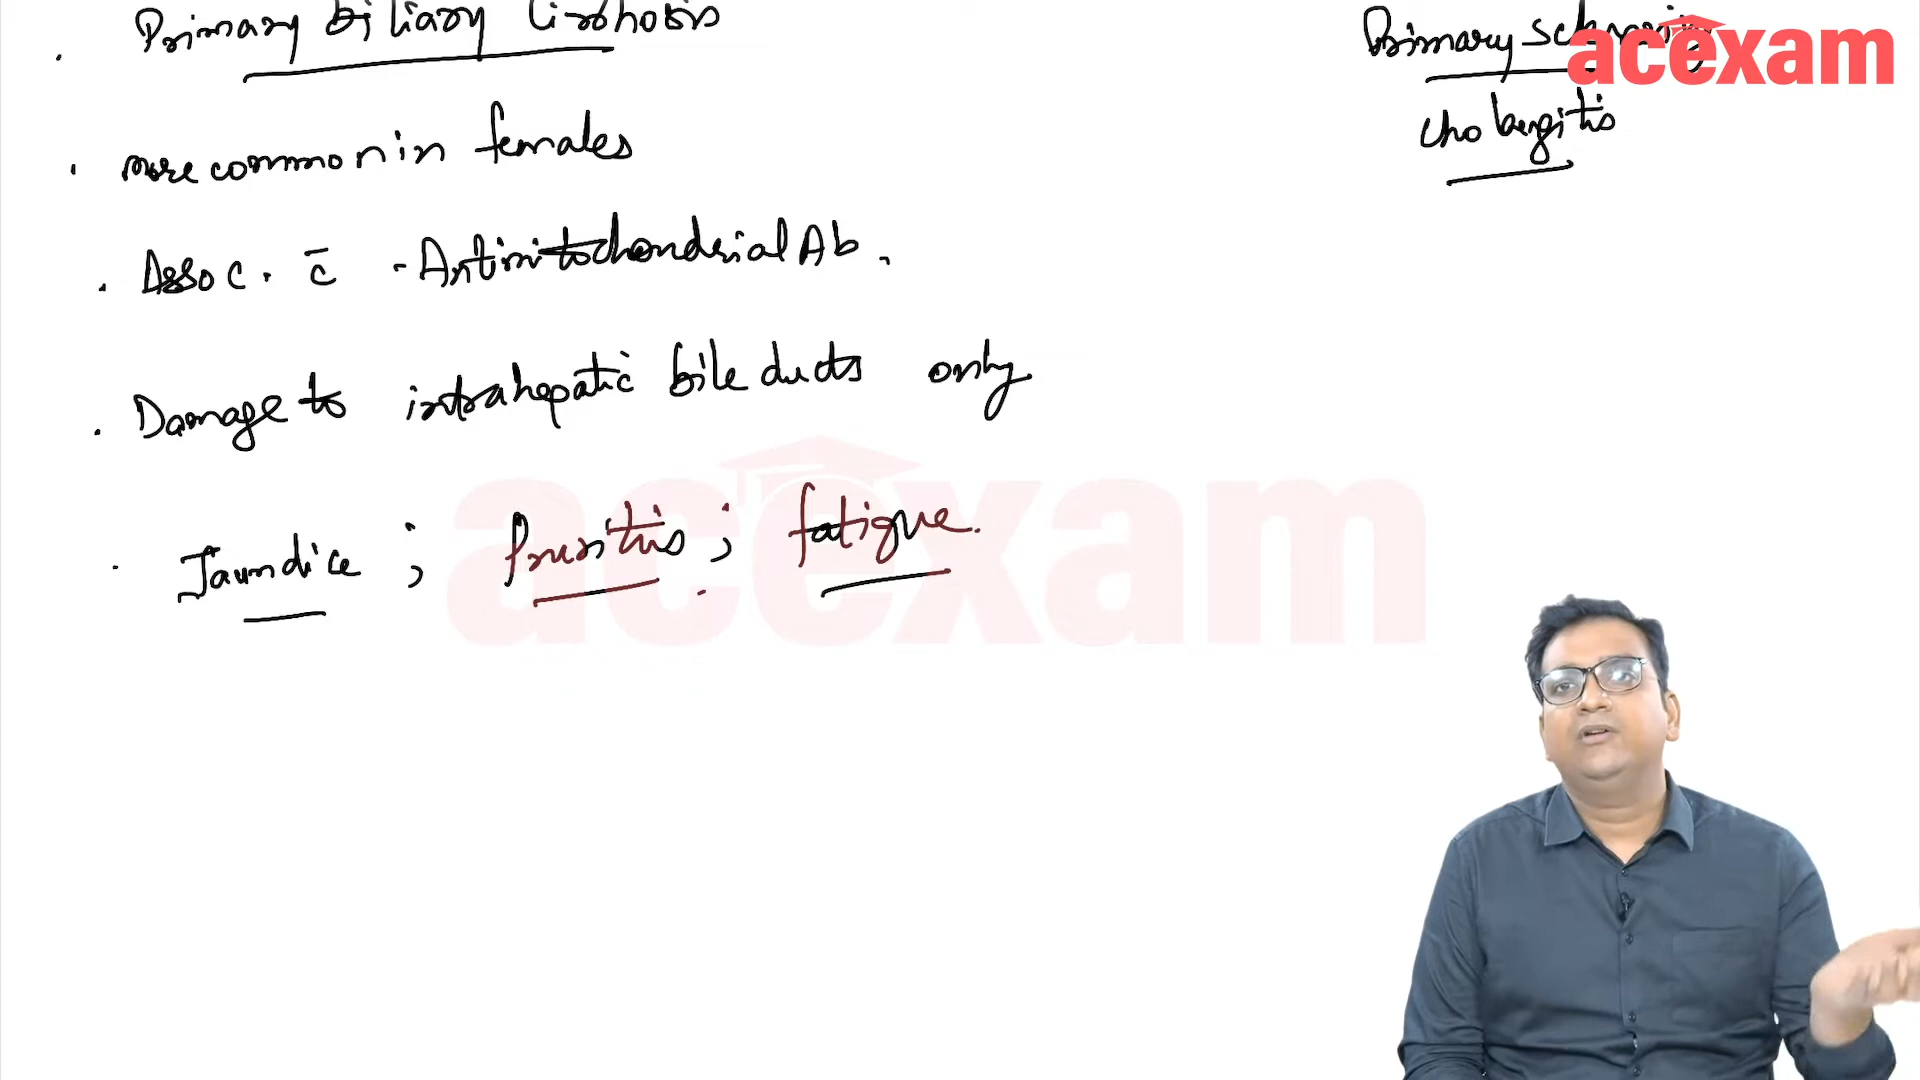 . Primary biliary Cirrhosis
Primary sclerosing
cholangitis
acexam
. more common in females
. Assoc. c̄ - Antimitochondrial Ab.
. Damage to intrahepatic bile ducts only
acexam
. Jaundice ; Pruritis ; fatigue.